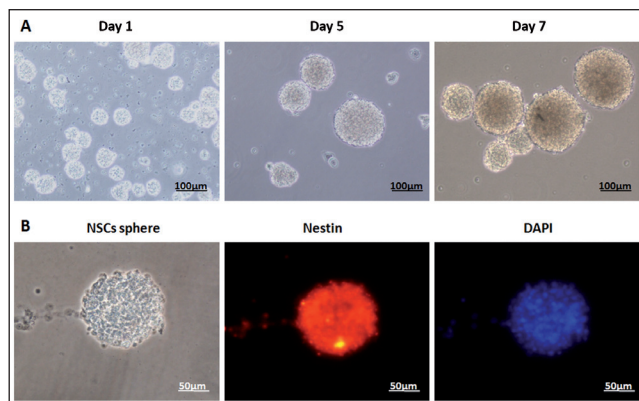 A
Day 1
Day 5
Day 7
100µm
100µm
100µm
B
NSCs sphere
Nestin
DAPI
50µm
50µm
50µm